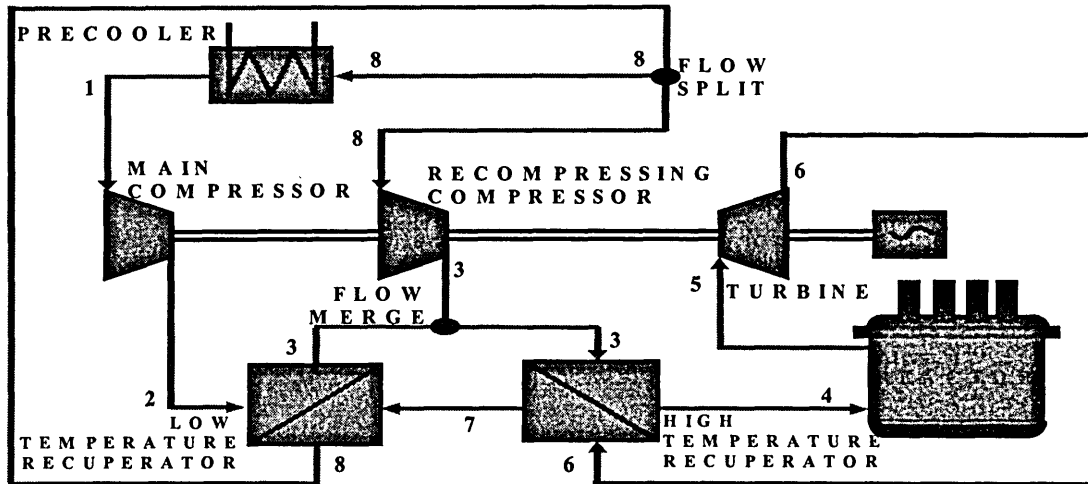 PRECOOLER
8
8
FLOW
SPLIT
1
8
MAIN
COMPRESSOR
RECOMPRESSING
COMPRESSOR
6
3
5
TURBINE
FLOW
MERGE
3
3
2
LOW
TEMPERATURE
RECUPERATOR
7
4
HIGH
TEMPERATURE
RECUPERATOR
8
6